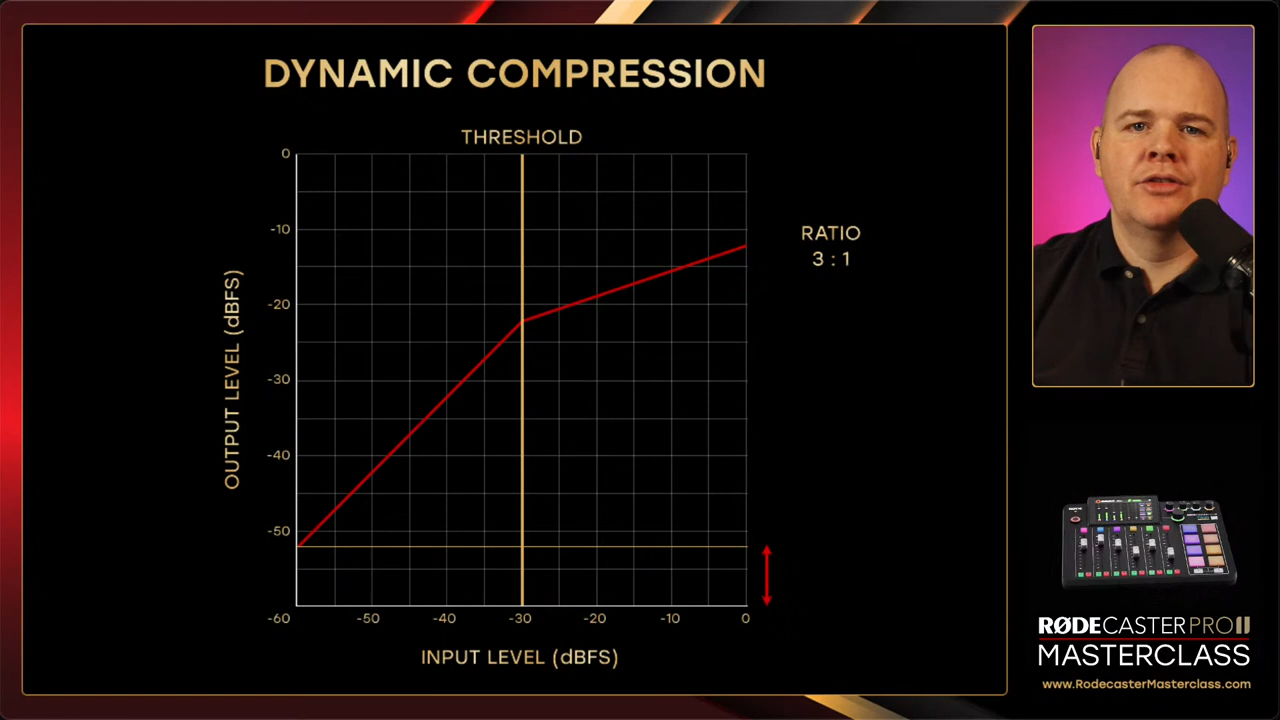 DYNAMIC COMPRESSION
THRESHOLD
0
-10
-20
-30
-40
-50
-60
-50
-40
-30
-20
-10
0
OUTPUT LEVEL (dBFS)
INPUT LEVEL (dBFS)
RATIO
3 : 1
RØDECASTER PRO II
MASTERCLASS
www.RodecasterMasterclass.com